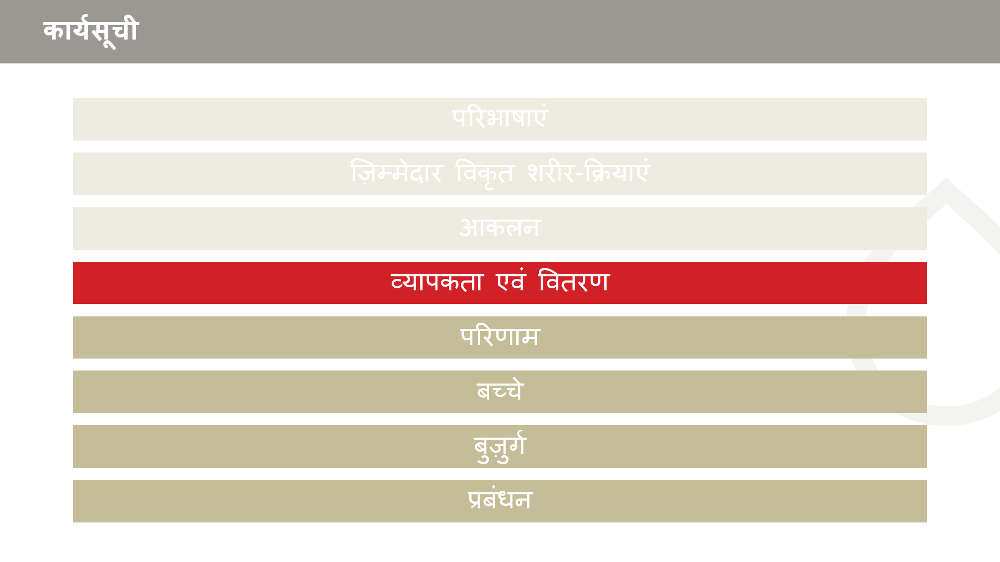 कार्यसूची
परिभाषाएं
ज़िम्मेदार विकृत शरीर-क्रियाएं
आकलन
व्यापकता एवं वितरण
परिणाम
बच्चे
बुज़ुर्ग
प्रबंधन